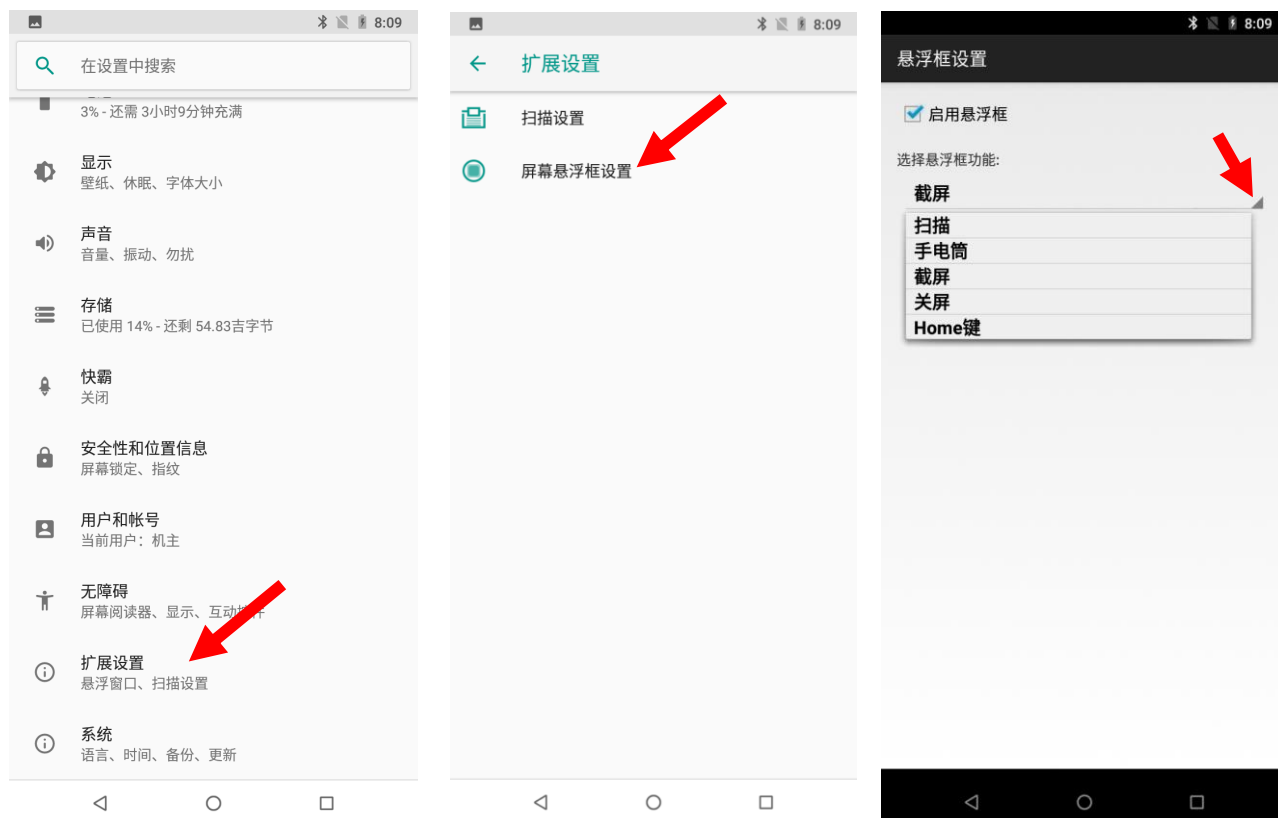 8:09
在设置中搜索
3% - 还需 3小时9分钟充满
显示
壁纸、休眠、字体大小
声音
音量、振动、勿扰
存储
已使用 14% - 还剩 54.83吉字节
快霸
关闭
安全性和位置信息
屏幕锁定、指纹
用户和帐号
当前用户：机主
无障碍
屏幕阅读器、显示、互动
扩展设置
悬浮窗口、扫描设置
系统
语言、时间、备份、更新
8:09
扩展设置
扫描设置
屏幕悬浮框设置
8:09
悬浮框设置
启用悬浮框
选择悬浮框功能:
截屏
扫描
手电筒
截屏
关屏
Home键